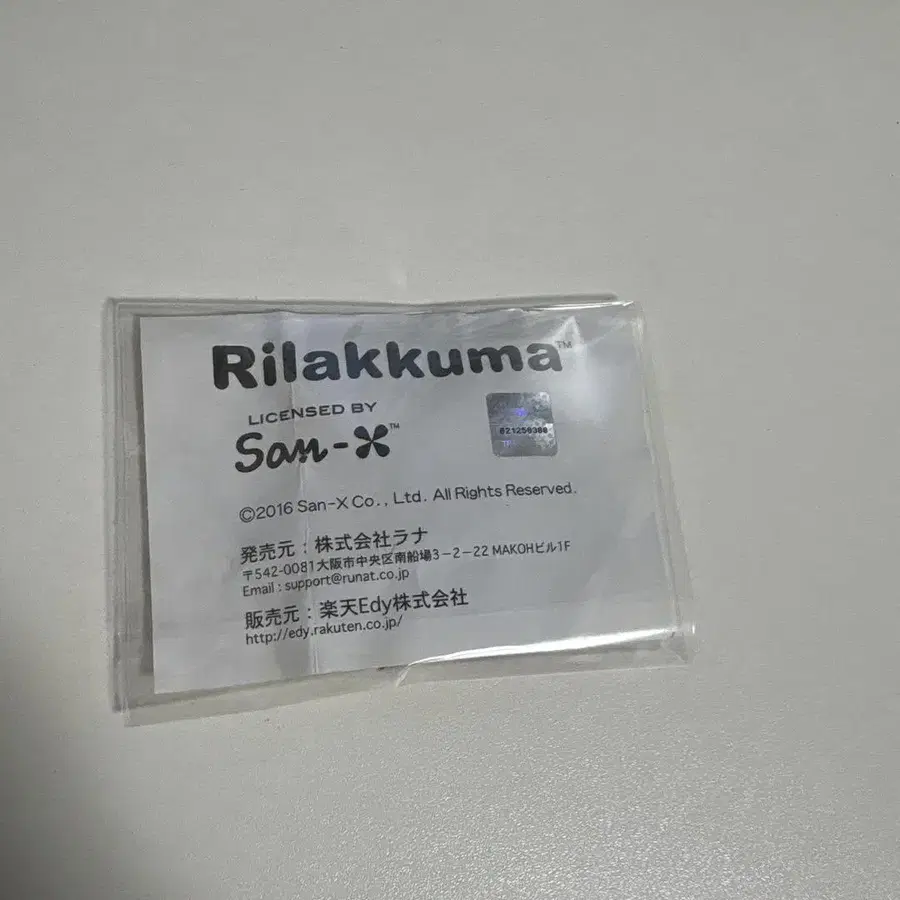 Rilakkuma™
LICENSED BY
San-X™
021250300
©2016 San-X Co., Ltd. All Rights Reserved.
発売元：株式会社ラナ
〒542-0081大阪市中央区南船場3-2-22 MAKOHビル1F
Email : support@runat.co.jp
販売元：楽天Edy株式会社
http://edy.rakuten.co.jp/